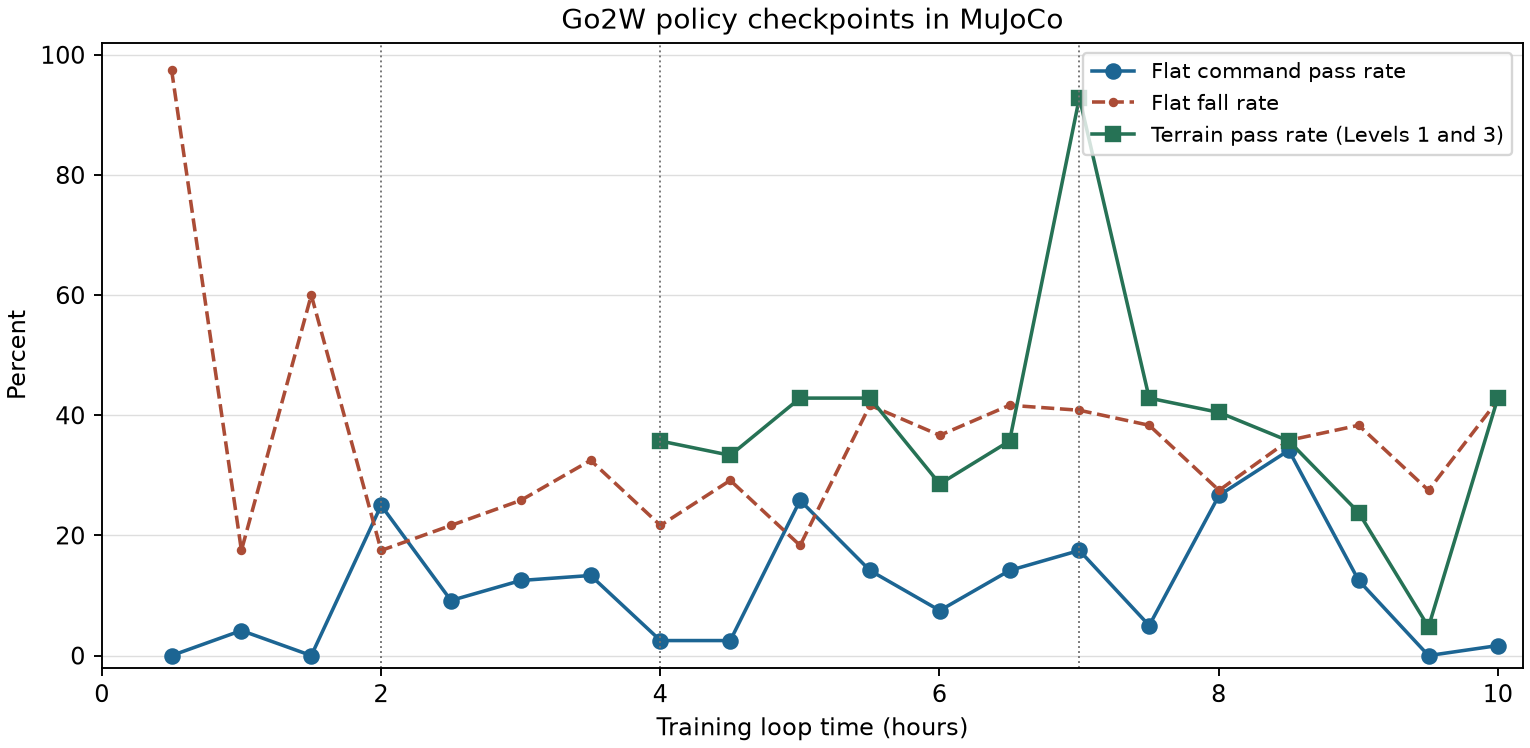 Go2W policy checkpoints in MuJoCo
100
80
60
40
20
0
Percent
Flat command pass rate
Flat fall rate
Terrain pass rate (Levels 1 and 3)
0 2 4 6 8 10
Training loop time (hours)